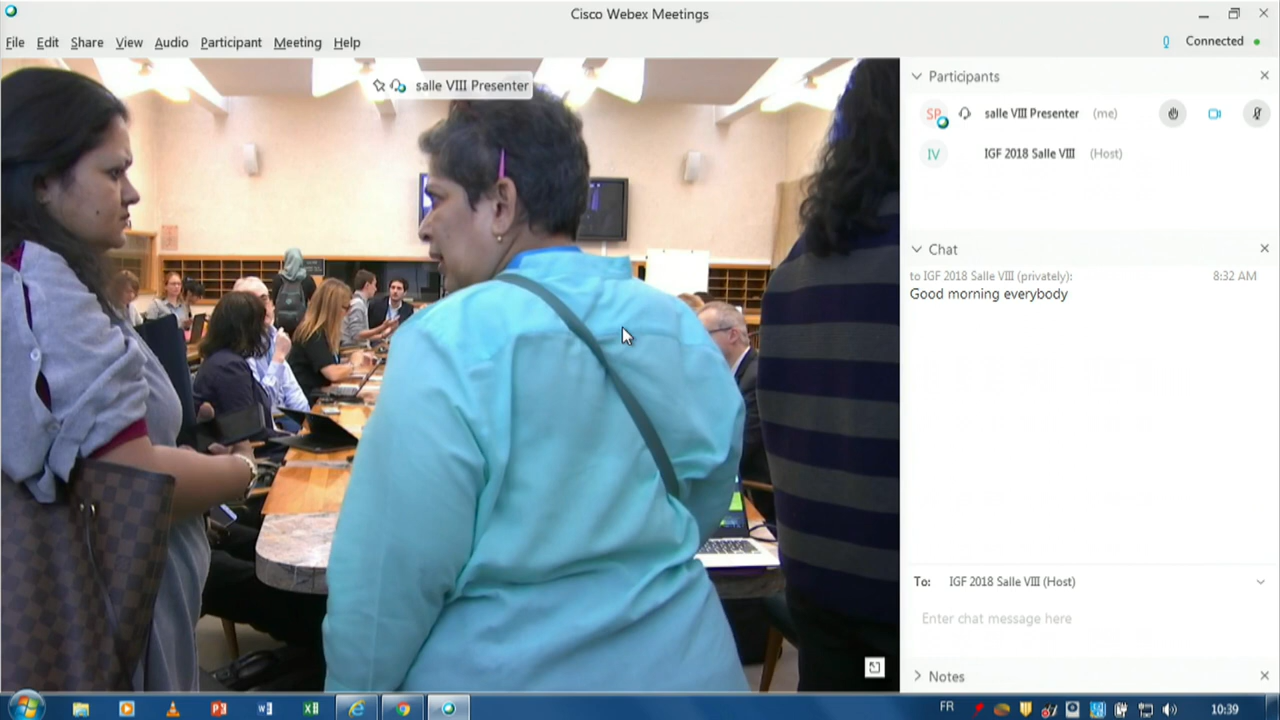 Cisco Webex Meetings
File Edit Share View Audio Participant Meeting Help
Connected
salle VIII Presenter
Participants
SP salle VIII Presenter (me)
IV IGF 2018 Salle VIII (Host)
Chat
to IGF 2018 Salle VIII (privately): 8:32 AM
Good morning everybody
To: IGF 2018 Salle VIII (Host)
Enter chat message here
Notes
FR 10:39